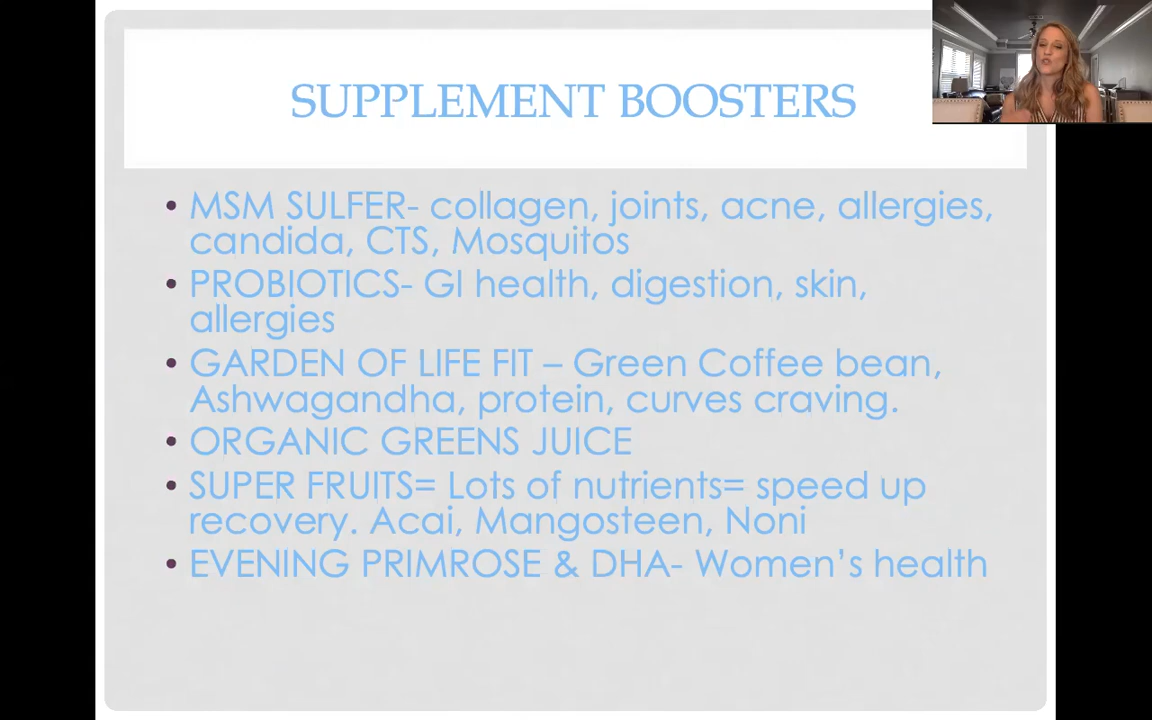 SUPPLEMENT BOOSTERS
• MSM SULFER- collagen, joints, acne, allergies,
candida, CTS, Mosquitos
• PROBIOTICS- GI health, digestion, skin,
allergies
• GARDEN OF LIFE FIT – Green Coffee bean,
Ashwagandha, protein, curves craving.
• ORGANIC GREENS JUICE
• SUPER FRUITS= Lots of nutrients= speed up
recovery. Acai, Mangosteen, Noni
• EVENING PRIMROSE & DHA- Women’s health